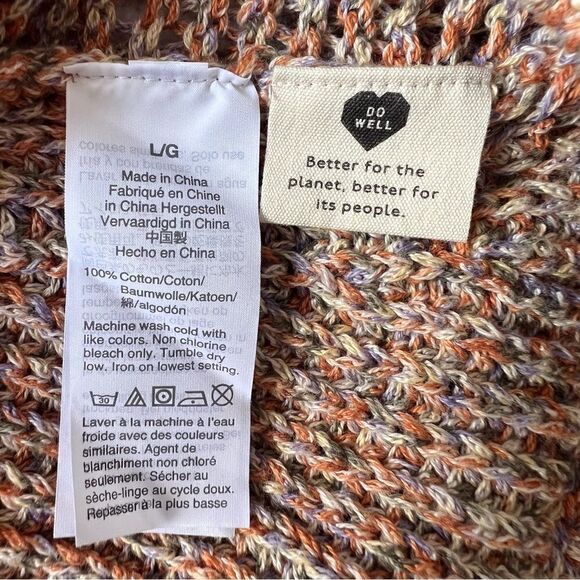 L/G
Made in China
Fabriqué en Chine
in China Hergestellt
Vervaardigd in China
中国製
Hecho en China
100% Cotton/Coton/
Baumwolle/Katoen/
綿/algodón
Machine wash cold with
like colors. Non chlorine
bleach only. Tumble dry
low. Iron on lowest setting.
30
Laver à la machine à l'eau
froide avec des couleurs
similaires. Agent de
blanchiment non chloré
seulement. Sécher au
sèche-linge au cycle doux.
Repasser à la plus basse
DO
WELL
Better for the
planet, better for
its people.